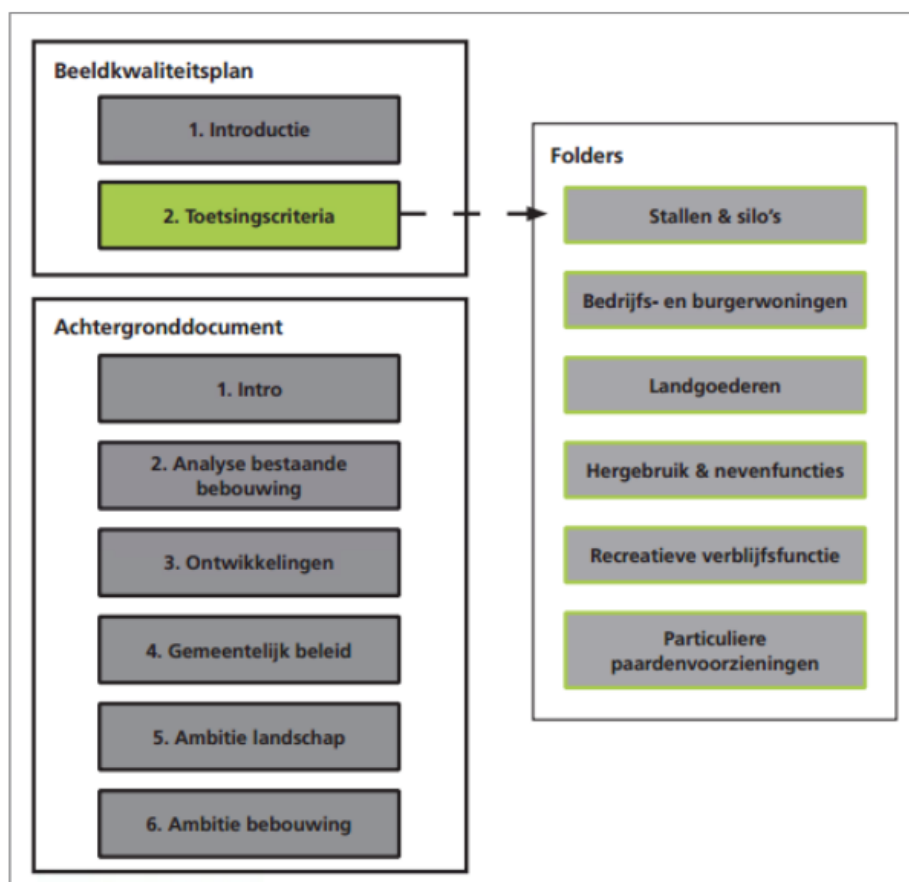 Beeldkwaliteitsplan
1. Introductie
2. Toetsingscriteria
Achtergronddocument
1. Intro
2. Analyse bestaande
bebouwing
3. Ontwikkelingen
4. Gemeentelijk beleid
5. Ambitie landschap
6. Ambitie bebouwing
Folders
Stallen & silo's
Bedrijfs- en burgerwoningen
Landgoederen
Hergebruik & nevenfuncties
Recreatieve verblijfsfunctie
Particuliere
paardenvoorzieningen